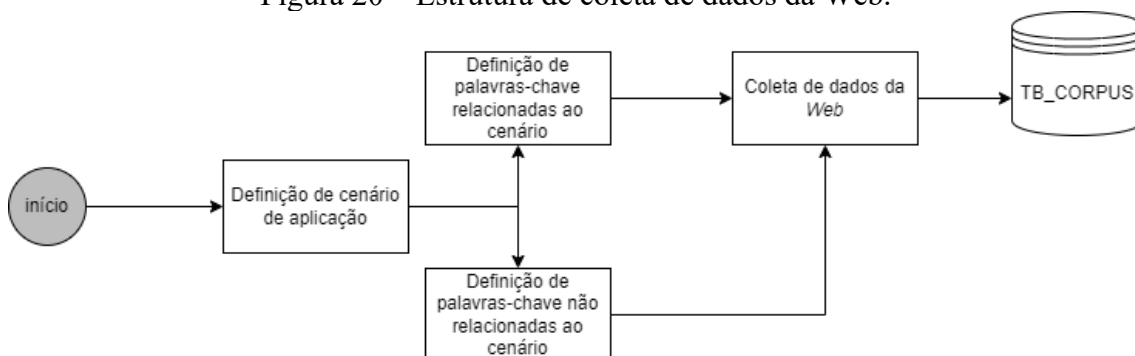 Figura 20 – Estrutura de coleta de dados da Web.
Definição de
palavras-chave
relacionadas ao
cenário
Coleta de dados da
Web
TB_CORPUS
início
Definição de cenário
de aplicação
Definição de
palavras-chave não
relacionadas ao
cenário